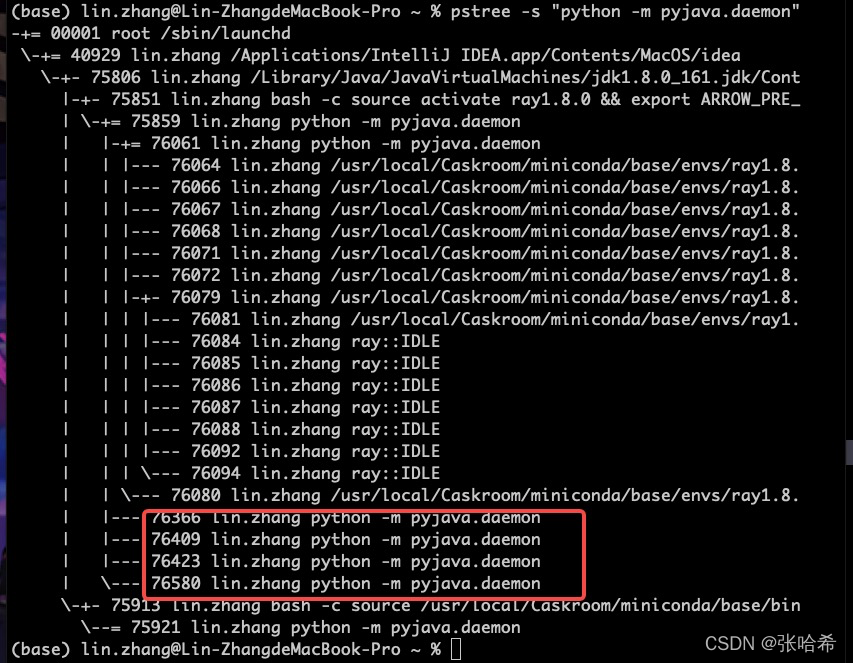 (base) lin.zhang@Lin-ZhangdeMacBook-Pro ~ % pstree -s "python -m pyjava.daemon"
-+= 00001 root /sbin/launchd
 \-+= 40929 lin.zhang /Applications/IntelliJ IDEA.app/Contents/MacOS/idea
   \-+- 75806 lin.zhang /Library/Java/JavaVirtualMachines/jdk1.8.0_161.jdk/Cont
     |-+- 75851 lin.zhang bash -c source activate ray1.8.0 && export ARROW_PRE_
     | \-+= 75859 lin.zhang python -m pyjava.daemon
     |   |-+= 76061 lin.zhang python -m pyjava.daemon
     |   | |--- 76064 lin.zhang /usr/local/Caskroom/miniconda/base/envs/ray1.8.
     |   | |--- 76066 lin.zhang /usr/local/Caskroom/miniconda/base/envs/ray1.8.
     |   | |--- 76067 lin.zhang /usr/local/Caskroom/miniconda/base/envs/ray1.8.
     |   | |--- 76068 lin.zhang /usr/local/Caskroom/miniconda/base/envs/ray1.8.
     |   | |--- 76071 lin.zhang /usr/local/Caskroom/miniconda/base/envs/ray1.8.
     |   | |--- 76072 lin.zhang /usr/local/Caskroom/miniconda/base/envs/ray1.8.
     |   | |-+- 76079 lin.zhang /usr/local/Caskroom/miniconda/base/envs/ray1.8.
     |   | | |--- 76081 lin.zhang /usr/local/Caskroom/miniconda/base/envs/ray1.
     |   | | |--- 76084 lin.zhang ray::IDLE
     |   | | |--- 76085 lin.zhang ray::IDLE
     |   | | |--- 76086 lin.zhang ray::IDLE
     |   | | |--- 76087 lin.zhang ray::IDLE
     |   | | |--- 76088 lin.zhang ray::IDLE
     |   | | |--- 76092 lin.zhang ray::IDLE
     |   | | \--- 76094 lin.zhang ray::IDLE
     |   | \--- 76080 lin.zhang /usr/local/Caskroom/miniconda/base/envs/ray1.8.
     |   |--- 76366 lin.zhang python -m pyjava.daemon
     |   |--- 76409 lin.zhang python -m pyjava.daemon
     |   |--- 76423 lin.zhang python -m pyjava.daemon
     |   \--- 76580 lin.zhang python -m pyjava.daemon
     \-+- 75913 lin.zhang bash -c source /usr/local/Caskroom/miniconda/base/bin
       \--= 75921 lin.zhang python -m pyjava.daemon
(base) lin.zhang@Lin-ZhangdeMacBook-Pro ~ %
CSDN @张哈希